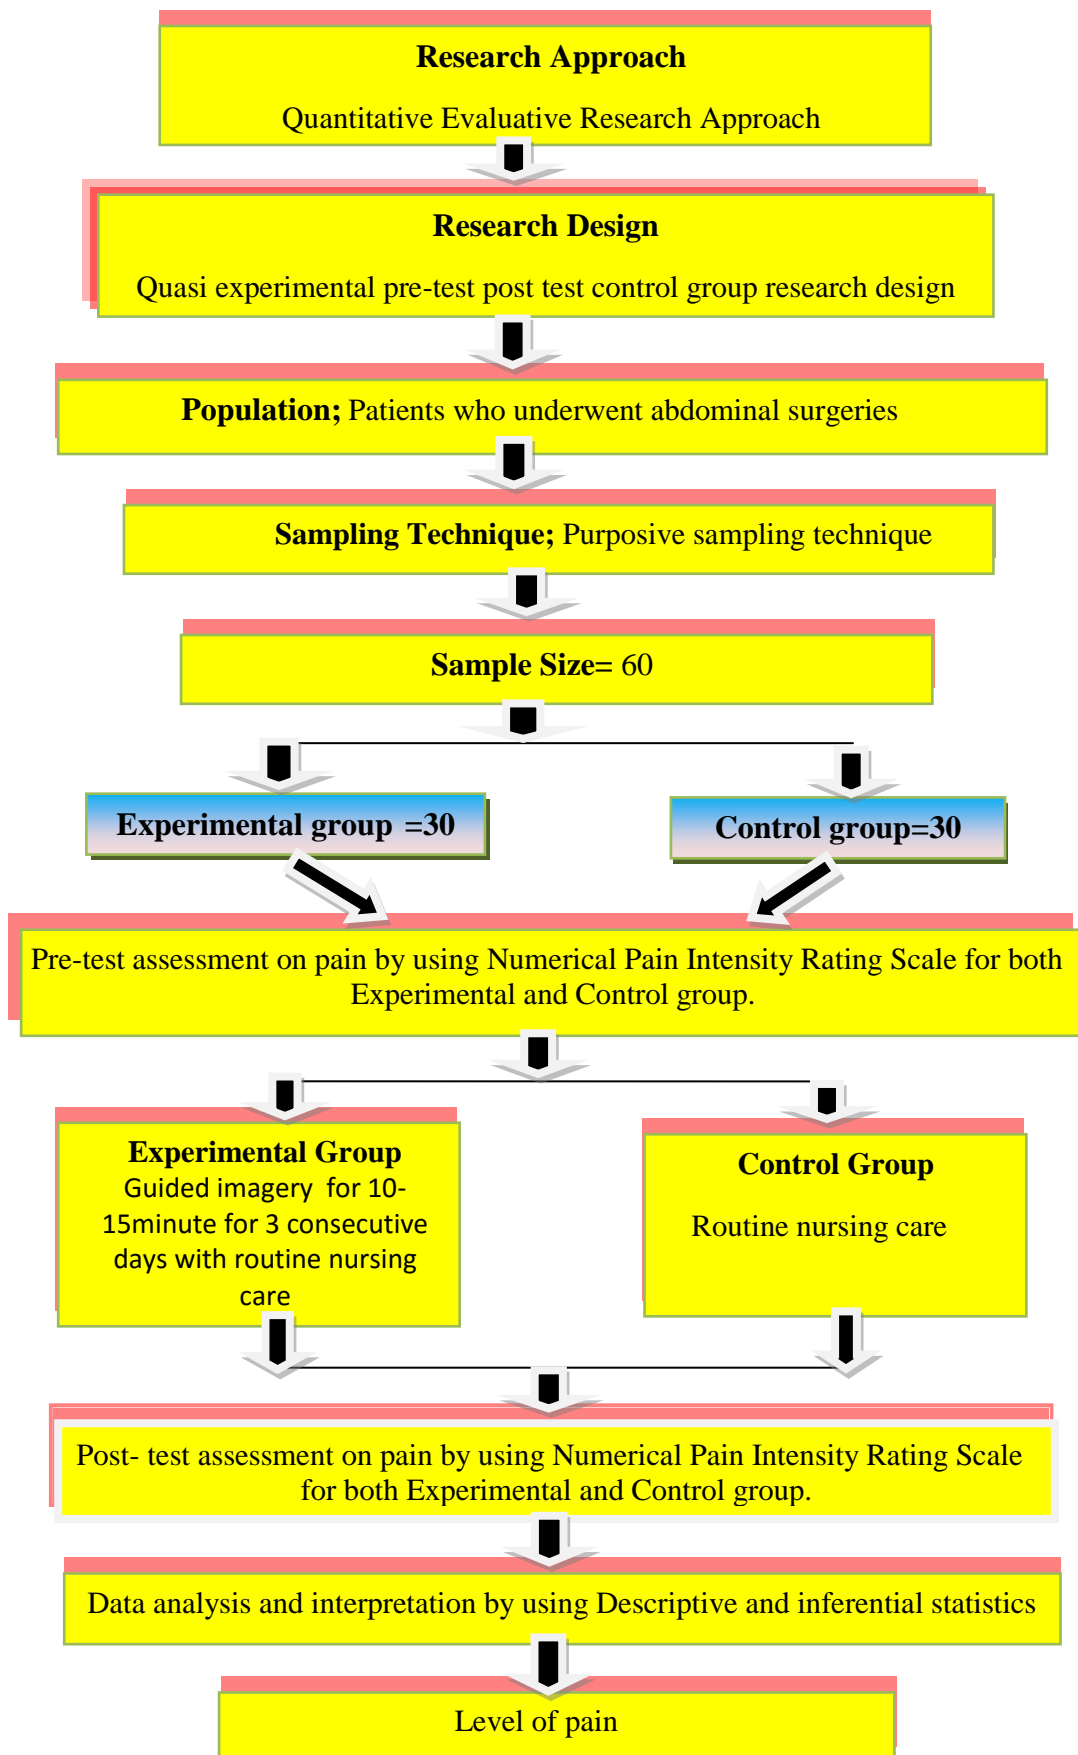 Research Approach
Quantitative Evaluative Research Approach
Research Design
Quasi experimental pre-test post test control group research design
Population; Patients who underwent abdominal surgeries
Sampling Technique; Purposive sampling technique
Sample Size= 60
Experimental group =30
Control group=30
Pre-test assessment on pain by using Numerical Pain Intensity Rating Scale for both
Experimental and Control group.
Experimental Group
Guided imagery for 10-
15minute for 3 consecutive
days with routine nursing
care
Control Group
Routine nursing care
Post- test assessment on pain by using Numerical Pain Intensity Rating Scale
for both Experimental and Control group.
Data analysis and interpretation by using Descriptive and inferential statistics
Level of pain